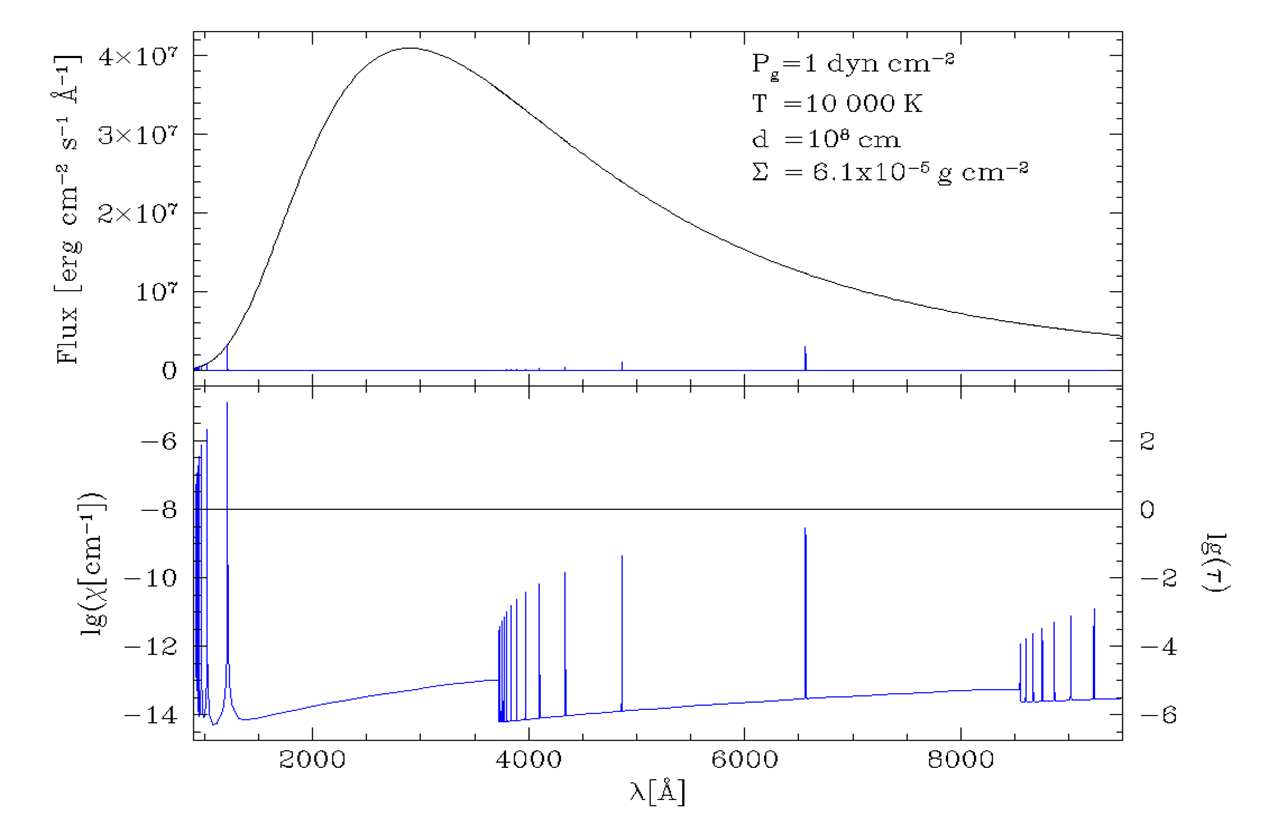 Flux [erg cm⁻² s⁻¹ Å⁻¹]
4×10⁷
3×10⁷
2×10⁷
10⁷
0
P_g=1 dyn cm⁻²
T =10 000 K
d =10⁸ cm
Σ = 6.1x10⁻⁵ g cm⁻²
lg(χ[cm⁻¹])
−6
−8
−10
−12
−14
2
0
−2
−4
−6
lg(τ)
2000 4000 6000 8000
λ[Å]